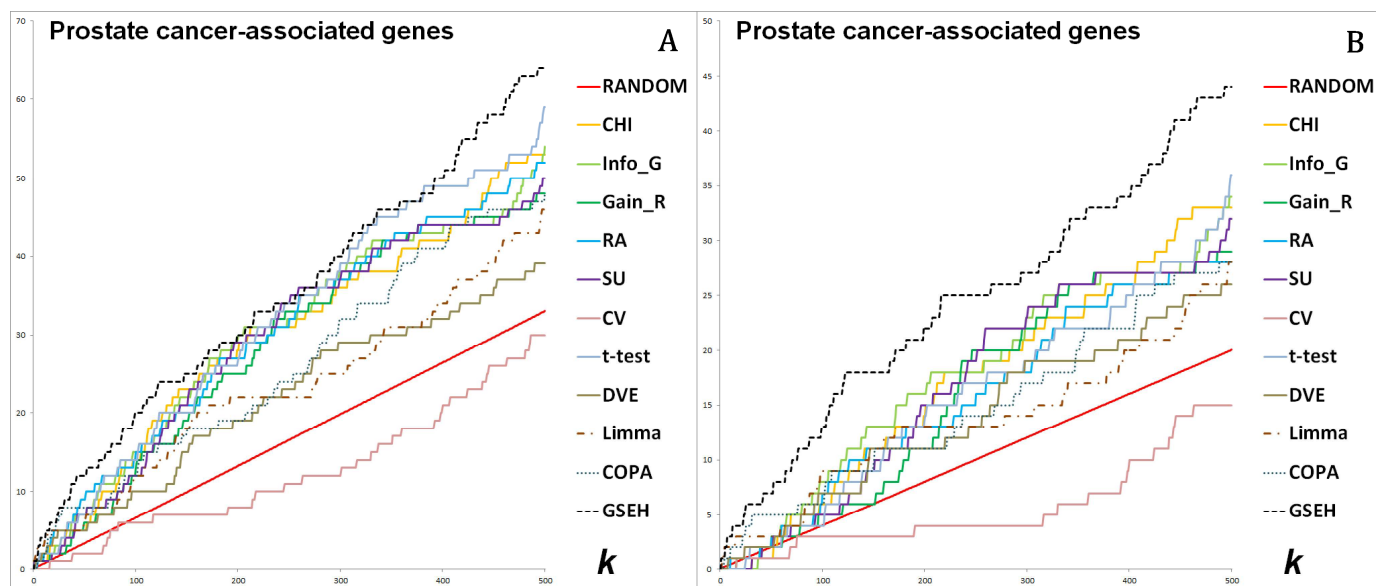 Prostate cancer-associated genes
A
70
60
50
40
30
20
10
0
0
100
200
300
400
500
k
RANDOM
CHI
Info_G
Gain_R
RA
SU
CV
t-test
DVE
Limma
COPA
GSEH
Prostate cancer-associated genes
B
50
45
40
35
30
25
20
15
10
5
0
0
100
200
300
400
500
k
RANDOM
CHI
Info_G
Gain_R
RA
SU
CV
t-test
DVE
Limma
COPA
GSEH